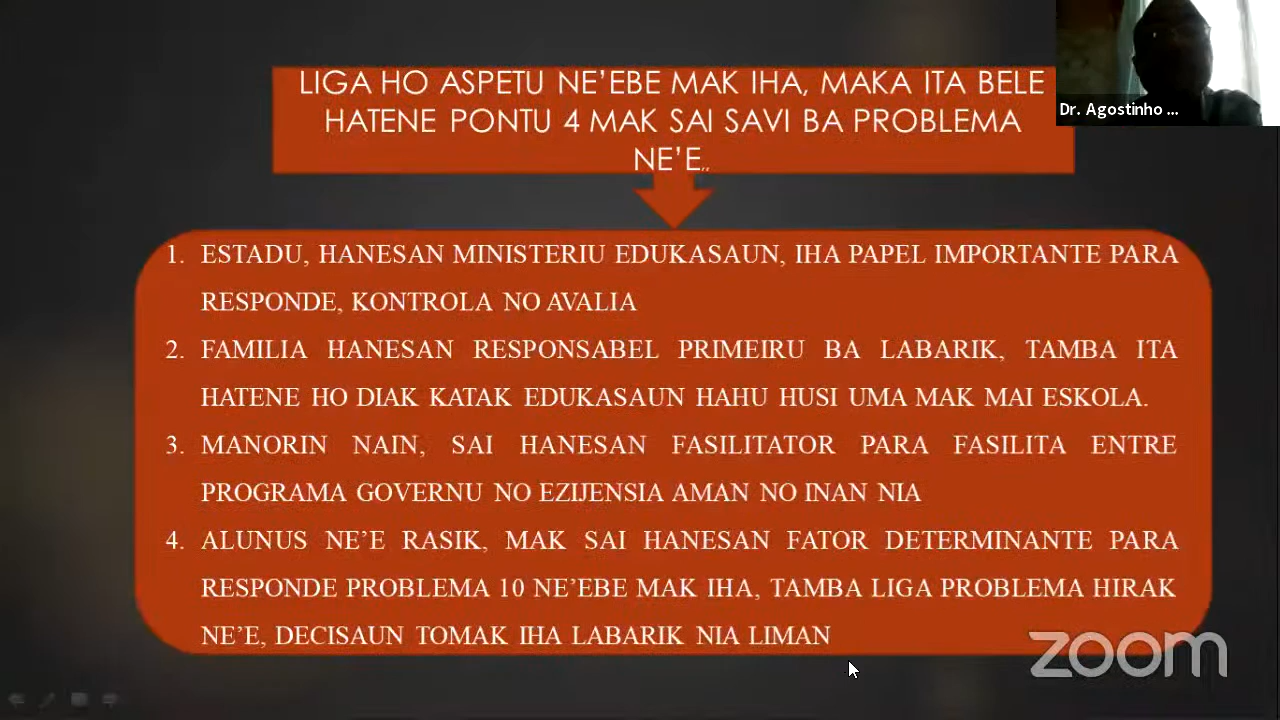 LIGA HO ASPETU NE’EBE MAK IHA, MAKA ITA BELE
HATENE PONTU 4 MAK SAI SAVI BA PROBLEMA
NE’E,,
Dr. Agostinho ...
1. ESTADU, HANESAN MINISTERIU EDUKASAUN, IHA PAPEL IMPORTANTE PARA
RESPONDE, KONTROLA NO AVALIA
2. FAMILIA HANESAN RESPONSABEL PRIMEIRU BA LABARIK, TAMBA ITA
HATENE HO DIAK KATAK EDUKASAUN HAHU HUSI UMA MAK MAI ESKOLA.
3. MANORIN NAIN, SAI HANESAN FASILITATOR PARA FASILITA ENTRE
PROGRAMA GOVERNU NO EZIJENSIA AMAN NO INAN NIA
4. ALUNUS NE’E RASIK, MAK SAI HANESAN FATOR DETERMINANTE PARA
RESPONDE PROBLEMA 10 NE’EBE MAK IHA, TAMBA LIGA PROBLEMA HIRAK
NE’E, DECISAUN TOMAK IHA LABARIK NIA LIMAN
zoom